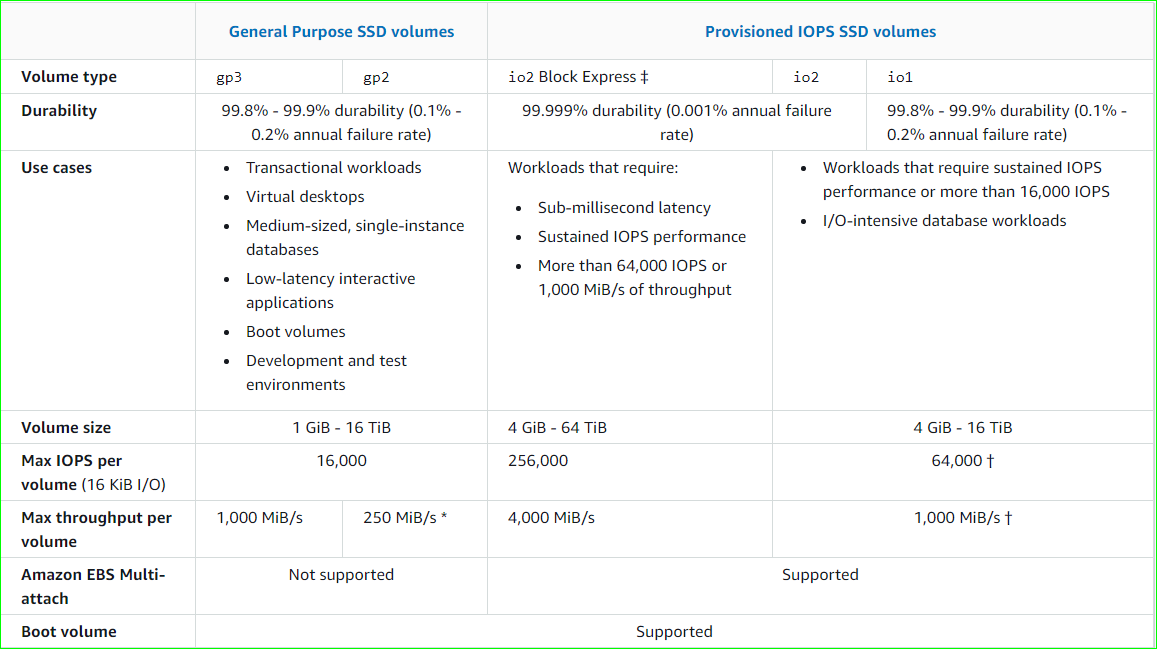 General Purpose SSD volumes
Provisioned IOPS SSD volumes
Volume type
gp3
gp2
io2 Block Express ‡
io2
io1
Durability
99.8% - 99.9% durability (0.1% -
0.2% annual failure rate)
99.999% durability (0.001% annual failure
rate)
99.8% - 99.9% durability (0.1% -
0.2% annual failure rate)
Use cases
• Transactional workloads
• Virtual desktops
• Medium-sized, single-instance
databases
• Low-latency interactive
applications
• Boot volumes
• Development and test
environments
Workloads that require:
• Sub-millisecond latency
• Sustained IOPS performance
• More than 64,000 IOPS or
1,000 MiB/s of throughput
• Workloads that require sustained IOPS
performance or more than 16,000 IOPS
• I/O-intensive database workloads
Volume size
1 GiB - 16 TiB
4 GiB - 64 TiB
4 GiB - 16 TiB
Max IOPS per
volume (16 KiB I/O)
16,000
256,000
64,000 †
Max throughput per
volume
1,000 MiB/s
250 MiB/s *
4,000 MiB/s
1,000 MiB/s †
Amazon EBS Multi-
attach
Not supported
Supported
Boot volume
Supported